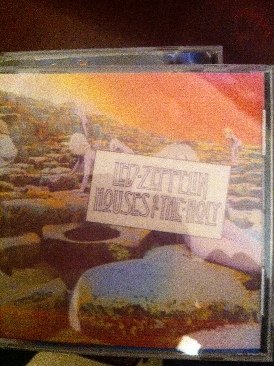 LED·ZEPPELIN
HOUSES OF THE HOLY